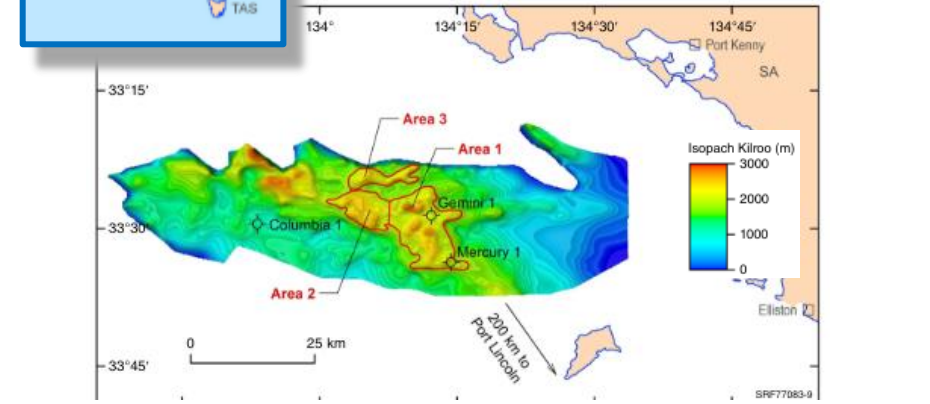 TAS
134°
134°15'
134°30'
134°45'
Port Kenny
SA
33°15'
Area 3
Area 1
Isopach Kilroo (m)
3000
2000
1000
0
Gemini 1
Columbia 1
33°30'
Mercury 1
Area 2
Elliston
200 km to
Port Lincoln
0
25 km
33°45'
SRF77083-9